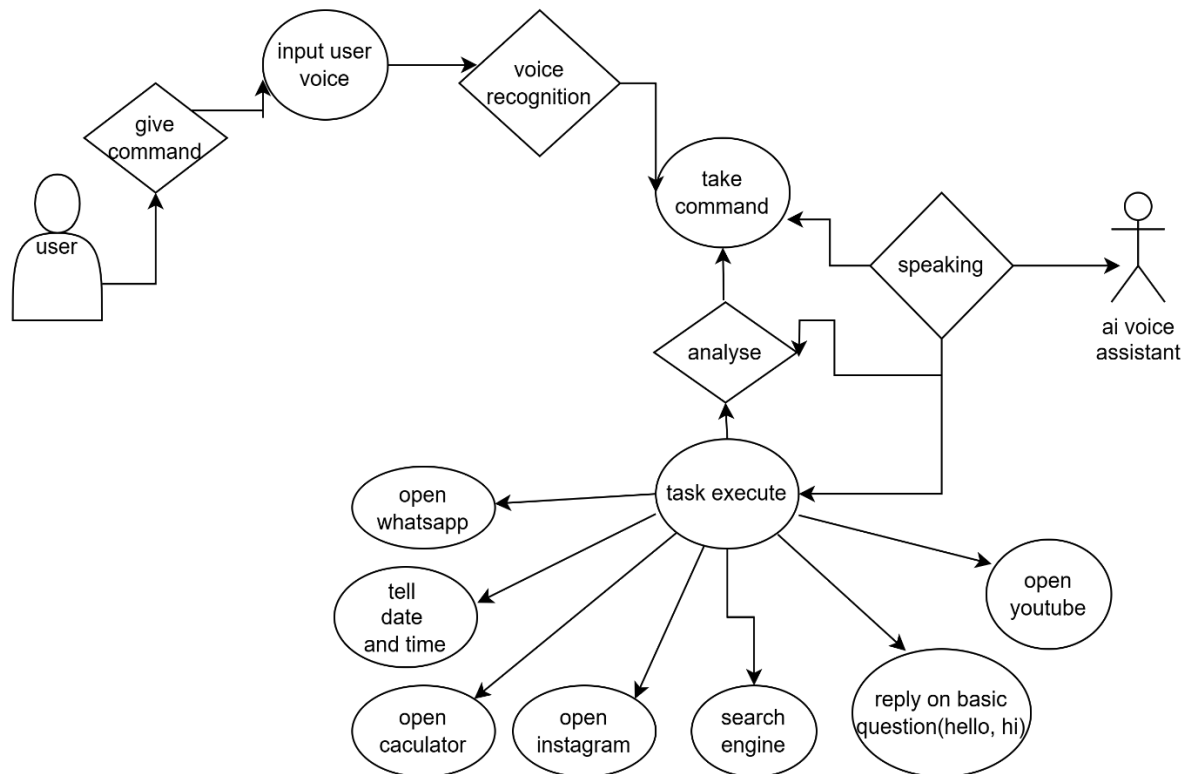 input user
voice
voice
recognition
give
command
user
take
command
speaking
ai voice
assistant
analyse
task execute
open
whatsapp
tell
date
and time
open
caculator
open
instagram
search
engine
reply on basic
question(hello, hi)
open
youtube